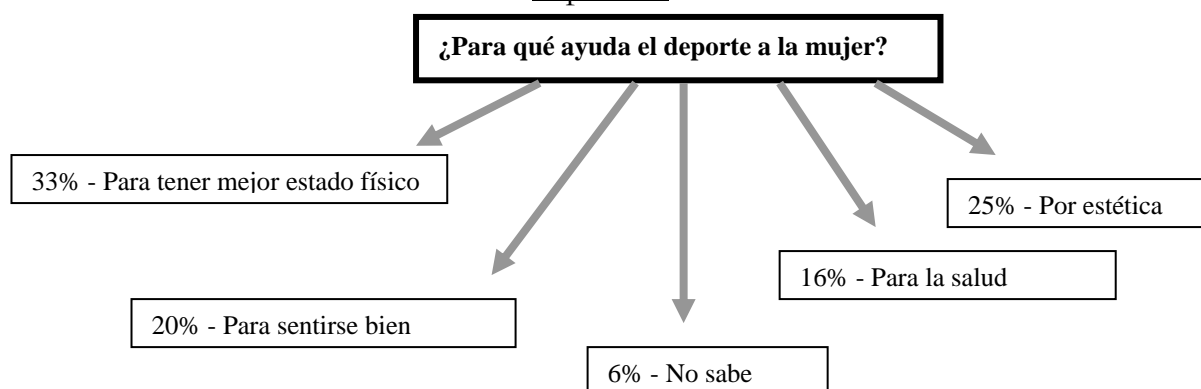 ¿Para qué ayuda el deporte a la mujer?
33% - Para tener mejor estado físico
25% - Por estética
16% - Para la salud
20% - Para sentirse bien
6% - No sabe